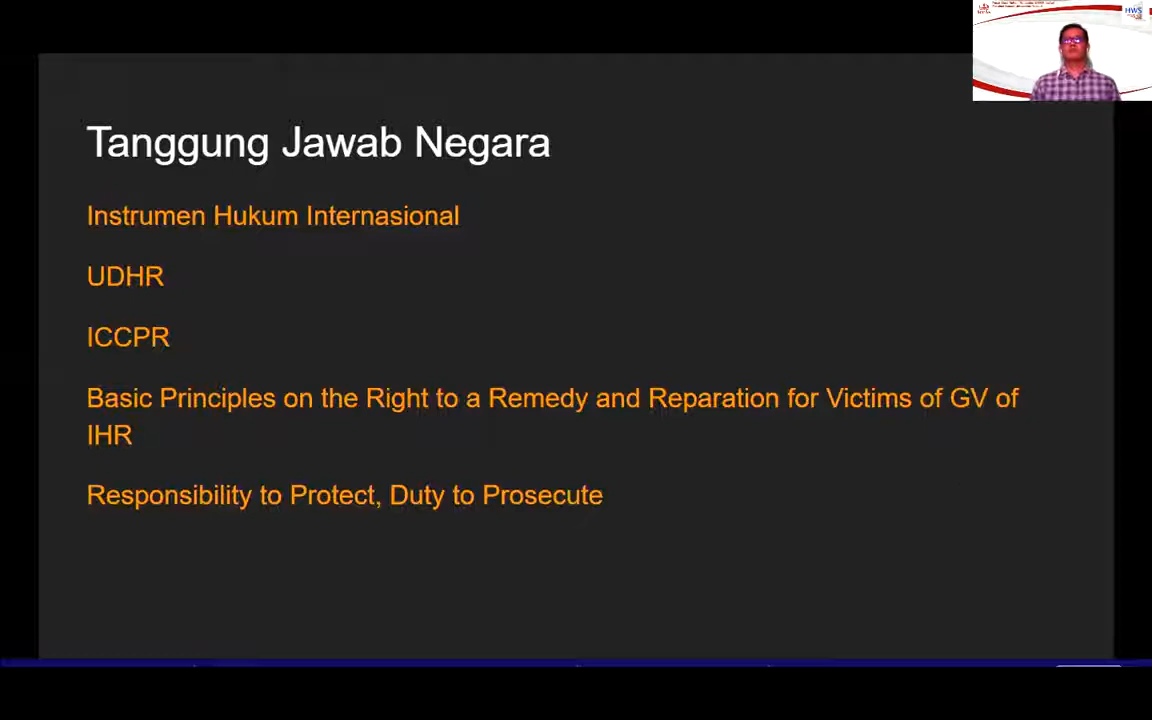 HWS
Tanggung Jawab Negara
Instrumen Hukum Internasional
UDHR
ICCPR
Basic Principles on the Right to a Remedy and Reparation for Victims of GV of
IHR
Responsibility to Protect, Duty to Prosecute